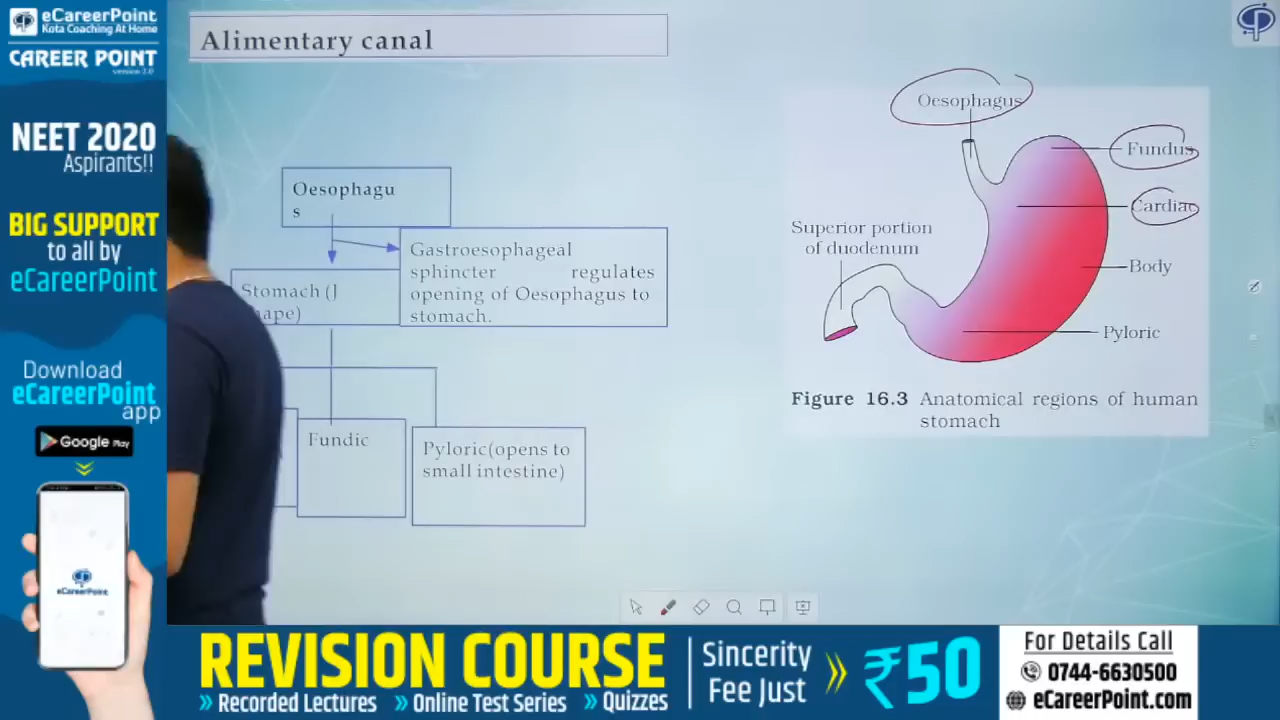 eCareerPoint
Kota Coaching At Home
CAREER POINT
version 2.0
NEET 2020
Aspirants!!
BIG SUPPORT
to all by
eCareerPoint
Download
eCareerPoint
app
Google Play
eCareerPoint
Alimentary canal
Oesophagu
s
Gastroesophageal
sphincter regulates
opening of Oesophagus to
stomach.
Stomach (J
hape)
Fundic
Pyloric(opens to
small intestine)
Oesophagus
Fundus
Cardiac
Superior portion
of duodenum
Body
Pyloric
Figure 16.3 Anatomical regions of human
stomach
REVISION COURSE
» Recorded Lectures » Online Test Series » Quizzes
Sincerity
Fee Just
» ₹50
For Details Call
0744-6630500
eCareerPoint.com